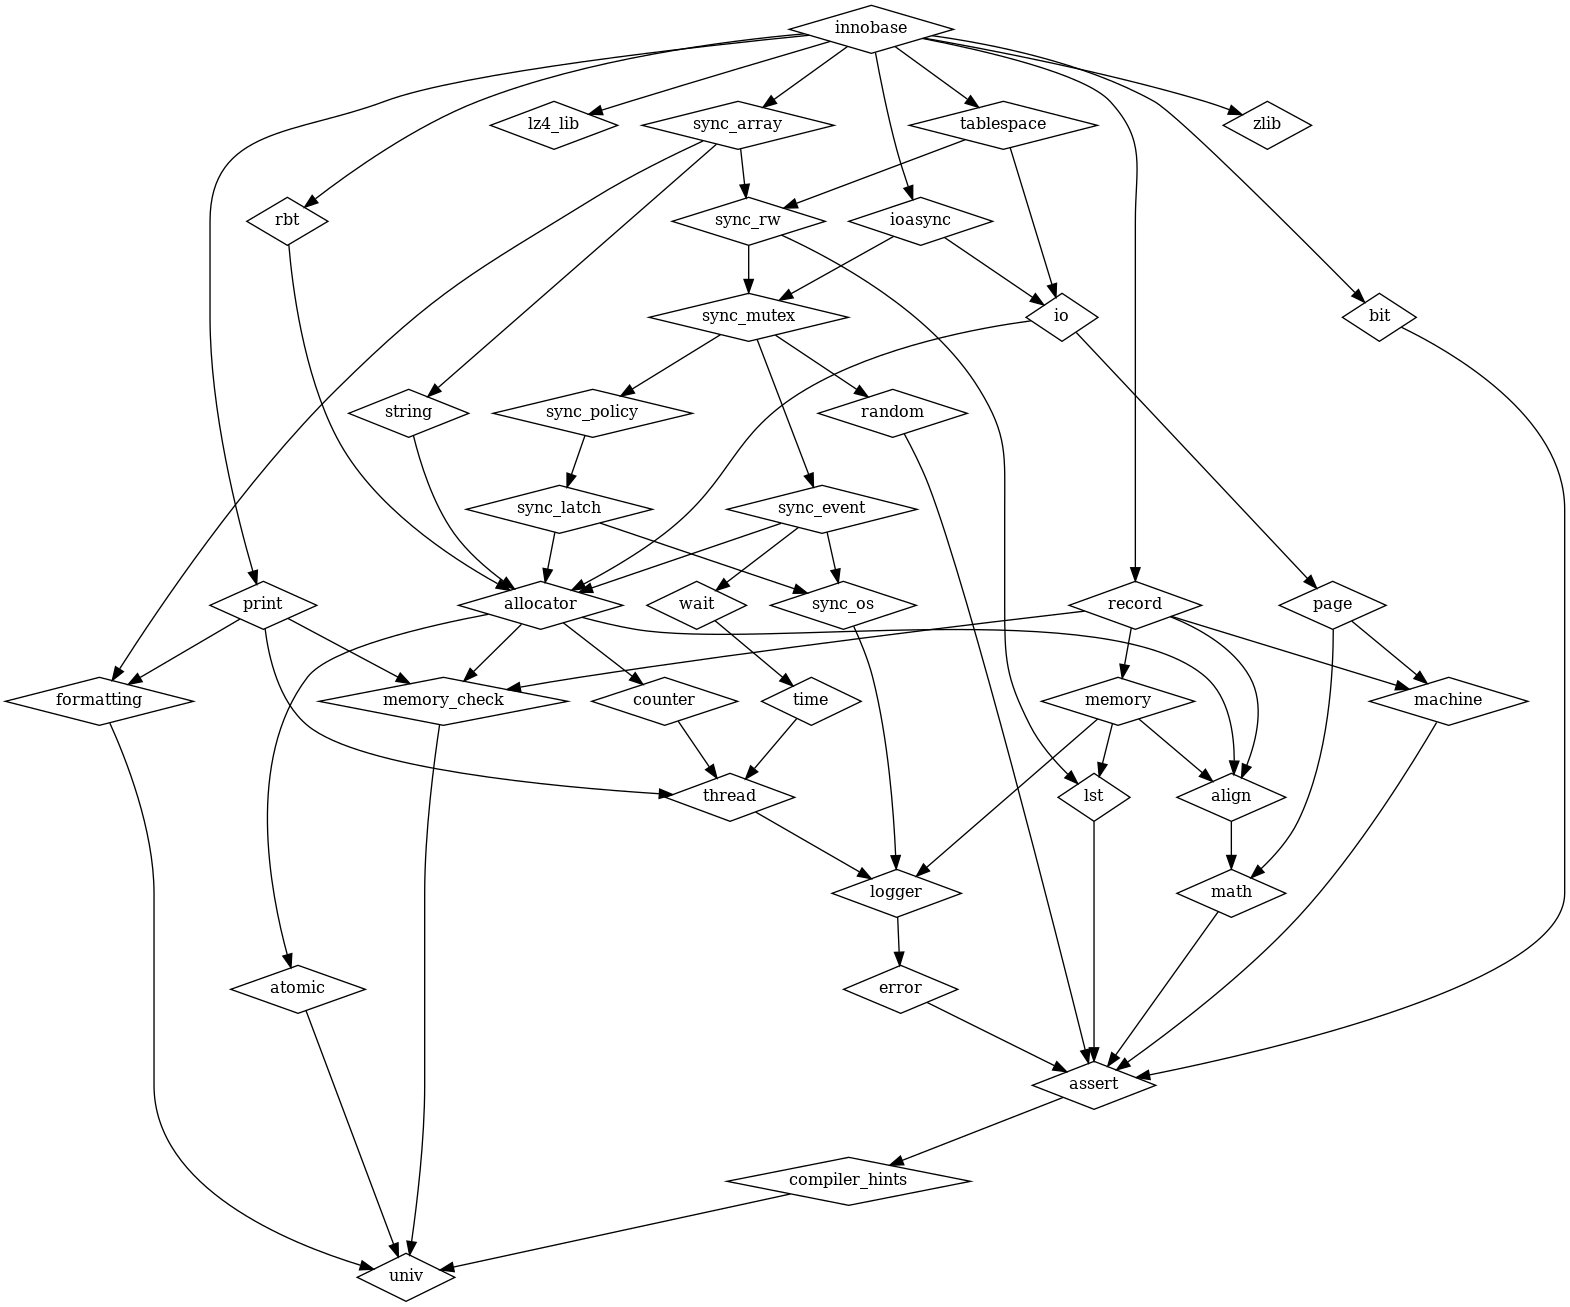 innobase
lz4_lib
sync_array
tablespace
zlib
rbt
sync_rw
ioasync
sync_mutex
io
bit
string
sync_policy
random
sync_latch
sync_event
print
allocator
wait
sync_os
record
page
formatting
memory_check
counter
time
memory
machine
thread
lst
align
logger
math
atomic
error
assert
compiler_hints
univ